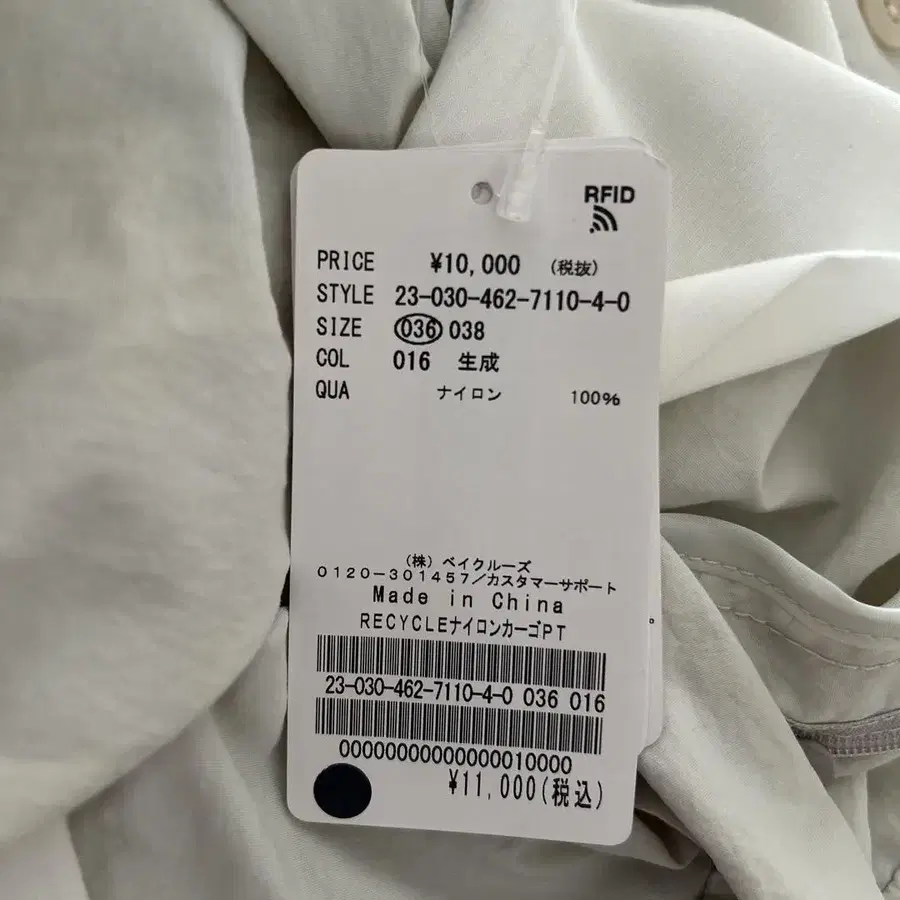 RFID
PRICE ¥10,000 (税抜)
STYLE 23-030-462-7110-4-0
SIZE 036 038
COL 016 生成
QUA ナイロン 100%
(株)ベイクルーズ
0120-301457/カスタマーサポート
Made in China
RECYCLEナイロンカーゴPT
23-030-462-7110-4-0 036 016
0000000000000010000
¥11,000(税込)